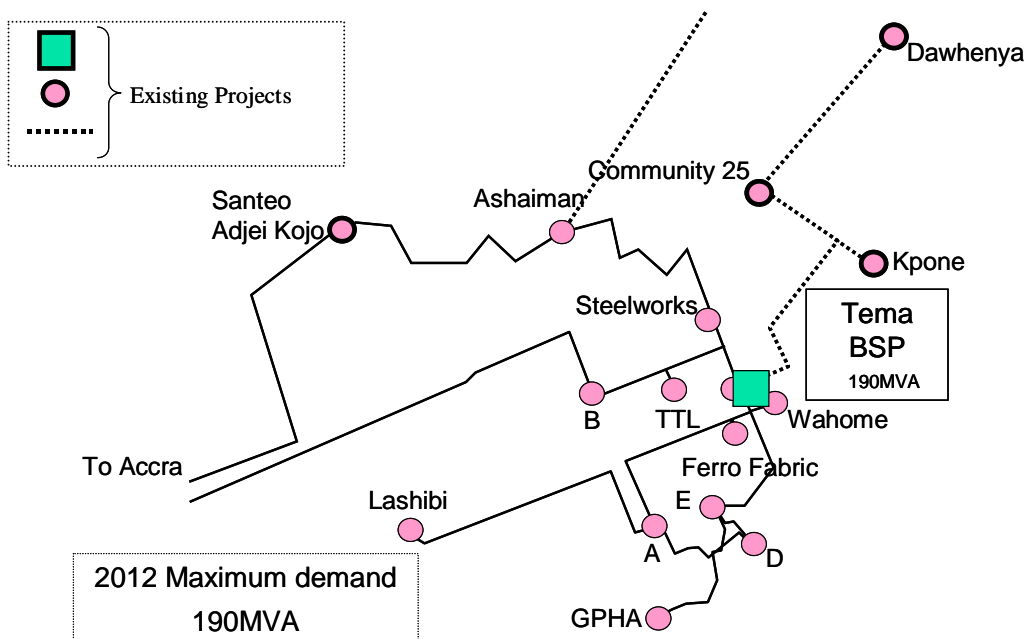 Existing Projects
Dawhenya
Community 25
Ashaiman
Santeo
Adjei Kojo
Kpone
Steelworks
Tema
BSP
190MVA
B
TTL
Wahome
To Accra
Ferro Fabric
Lashibi
E
A
D
2012 Maximum demand
190MVA
GPHA